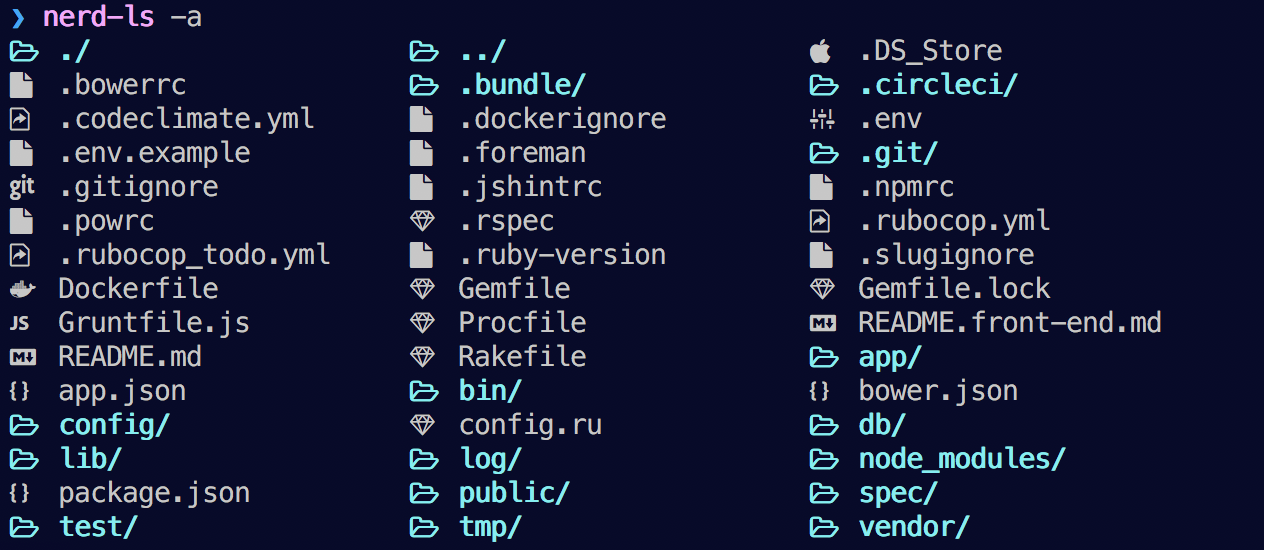 ❯ nerd-ls -a
./ ../ .DS_Store
.bowerrc .bundle/ .circleci/
.codeclimate.yml .dockerignore .env
.env.example .foreman .git/
git .gitignore .jshintrc .npmrc
.powrc .rspec .rubocop.yml
.rubocop_todo.yml .ruby-version .slugignore
Dockerfile Gemfile Gemfile.lock
JS Gruntfile.js Procfile M↓ README.front-end.md
M↓ README.md Rakefile app/
{} app.json bin/ {} bower.json
config/ config.ru db/
lib/ log/ node_modules/
{} package.json public/ spec/
test/ tmp/ vendor/